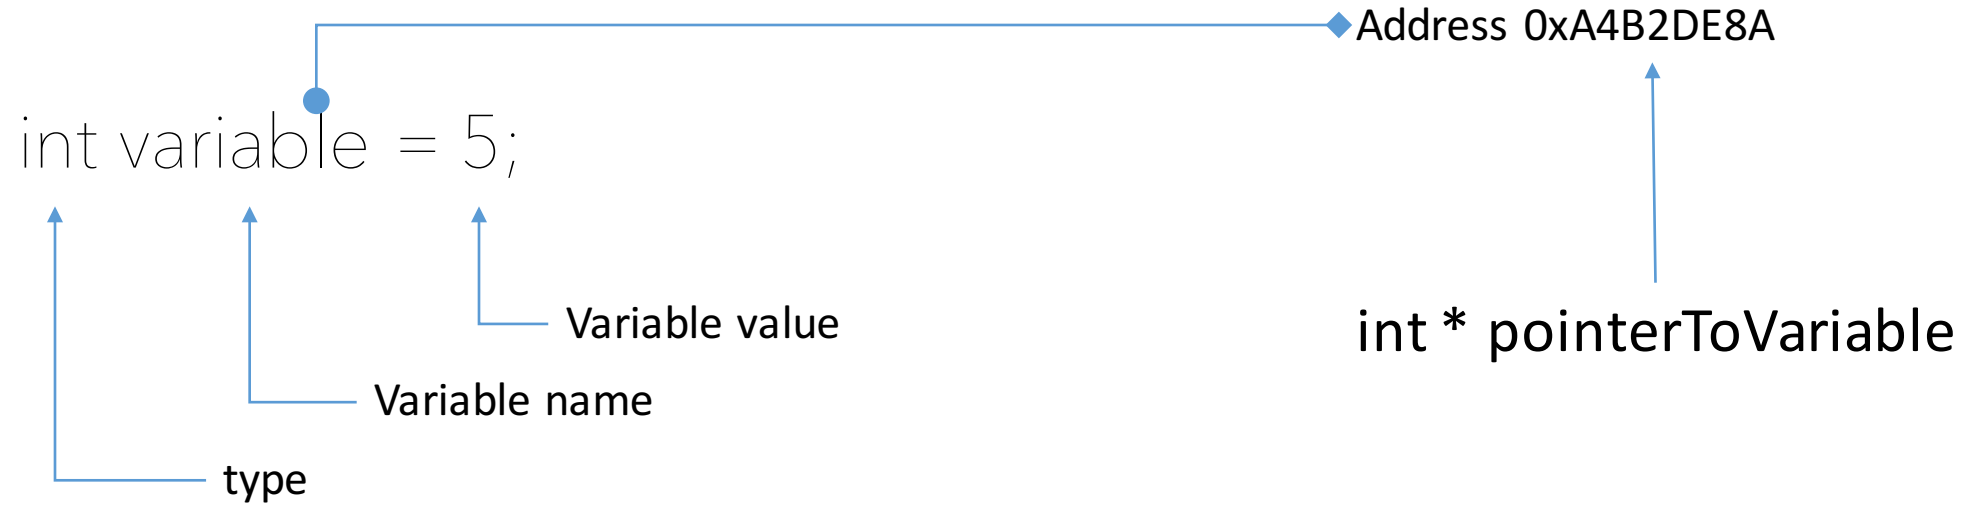 Address 0xA4B2DE8A
int variable = 5;
Variable value
int * pointerToVariable
Variable name
type